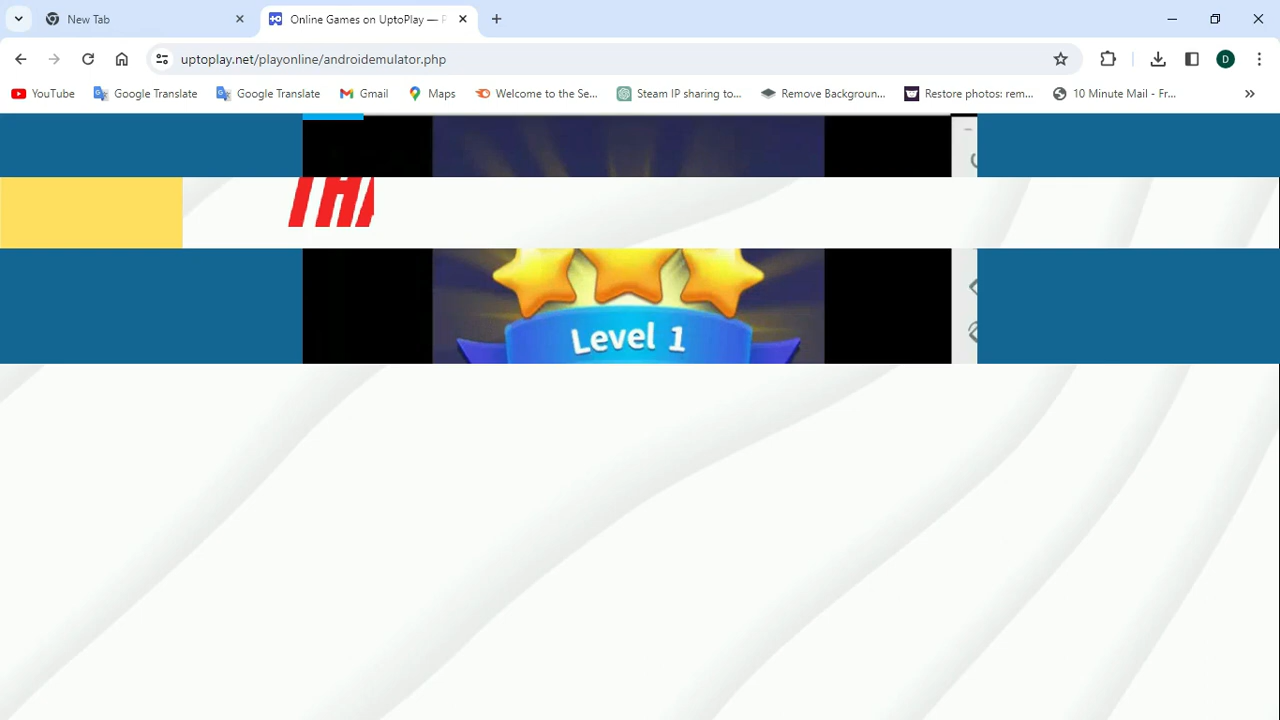 New Tab
Online Games on UptoPlay —
uptoplay.net/playonline/androidemulator.php
D
YouTube
Google Translate
Google Translate
Gmail
Maps
Welcome to the Se...
Steam IP sharing to...
Remove Backgroun...
Restore photos: rem...
10 Minute Mail - Fr...
Level 1